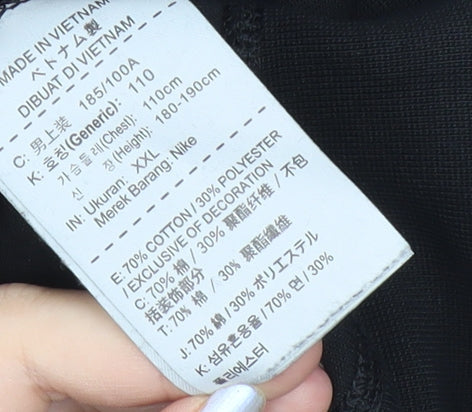 MADE IN VIETNAM
ベトナム製
DIBUAT DI VIETNAM
C: 男上装 185/100A
K: 호칭(Generic): 110
가슴둘레(Chest): 110cm
신 장(Height): 180-190cm
IN: Ukuran: XXL
Merek Barang: Nike
E: 70% COTTON / 30% POLYESTER
/ EXCLUSIVE OF DECORATION
C: 70% 棉 / 30% 聚酯纤维 / 不包
括装饰部分
T: 70% 棉 / 30% 聚酯纖維
J: 70% 綿 / 30% ポリエステル
K: 섬유혼용율 / 70% 면 / 30%
폴리에스터